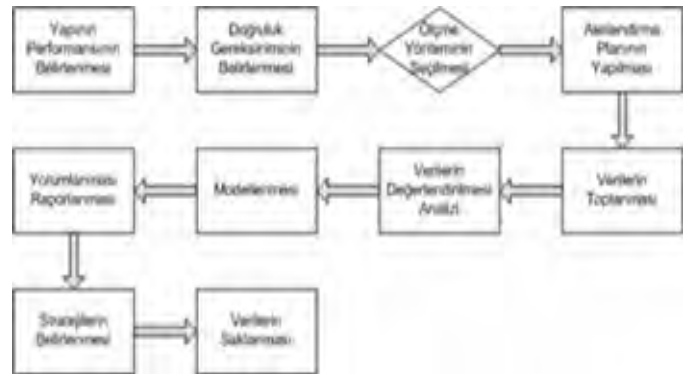 Yapının
Performansının
Belirlenmesi
Doğruluk
Gereksiniminin
Belirlenmesi
Ölçme
Yönteminin
Seçilmesi
Aletlendirme
Planının
Yapılması
Verilerin
Toplanması
Verilerin
Değerlendirilmesi
Analizi
Modellenmesi
Yorumlanması
Raporlanması
Stratejilerin
Belirlenmesi
Verilerin
Saklanması